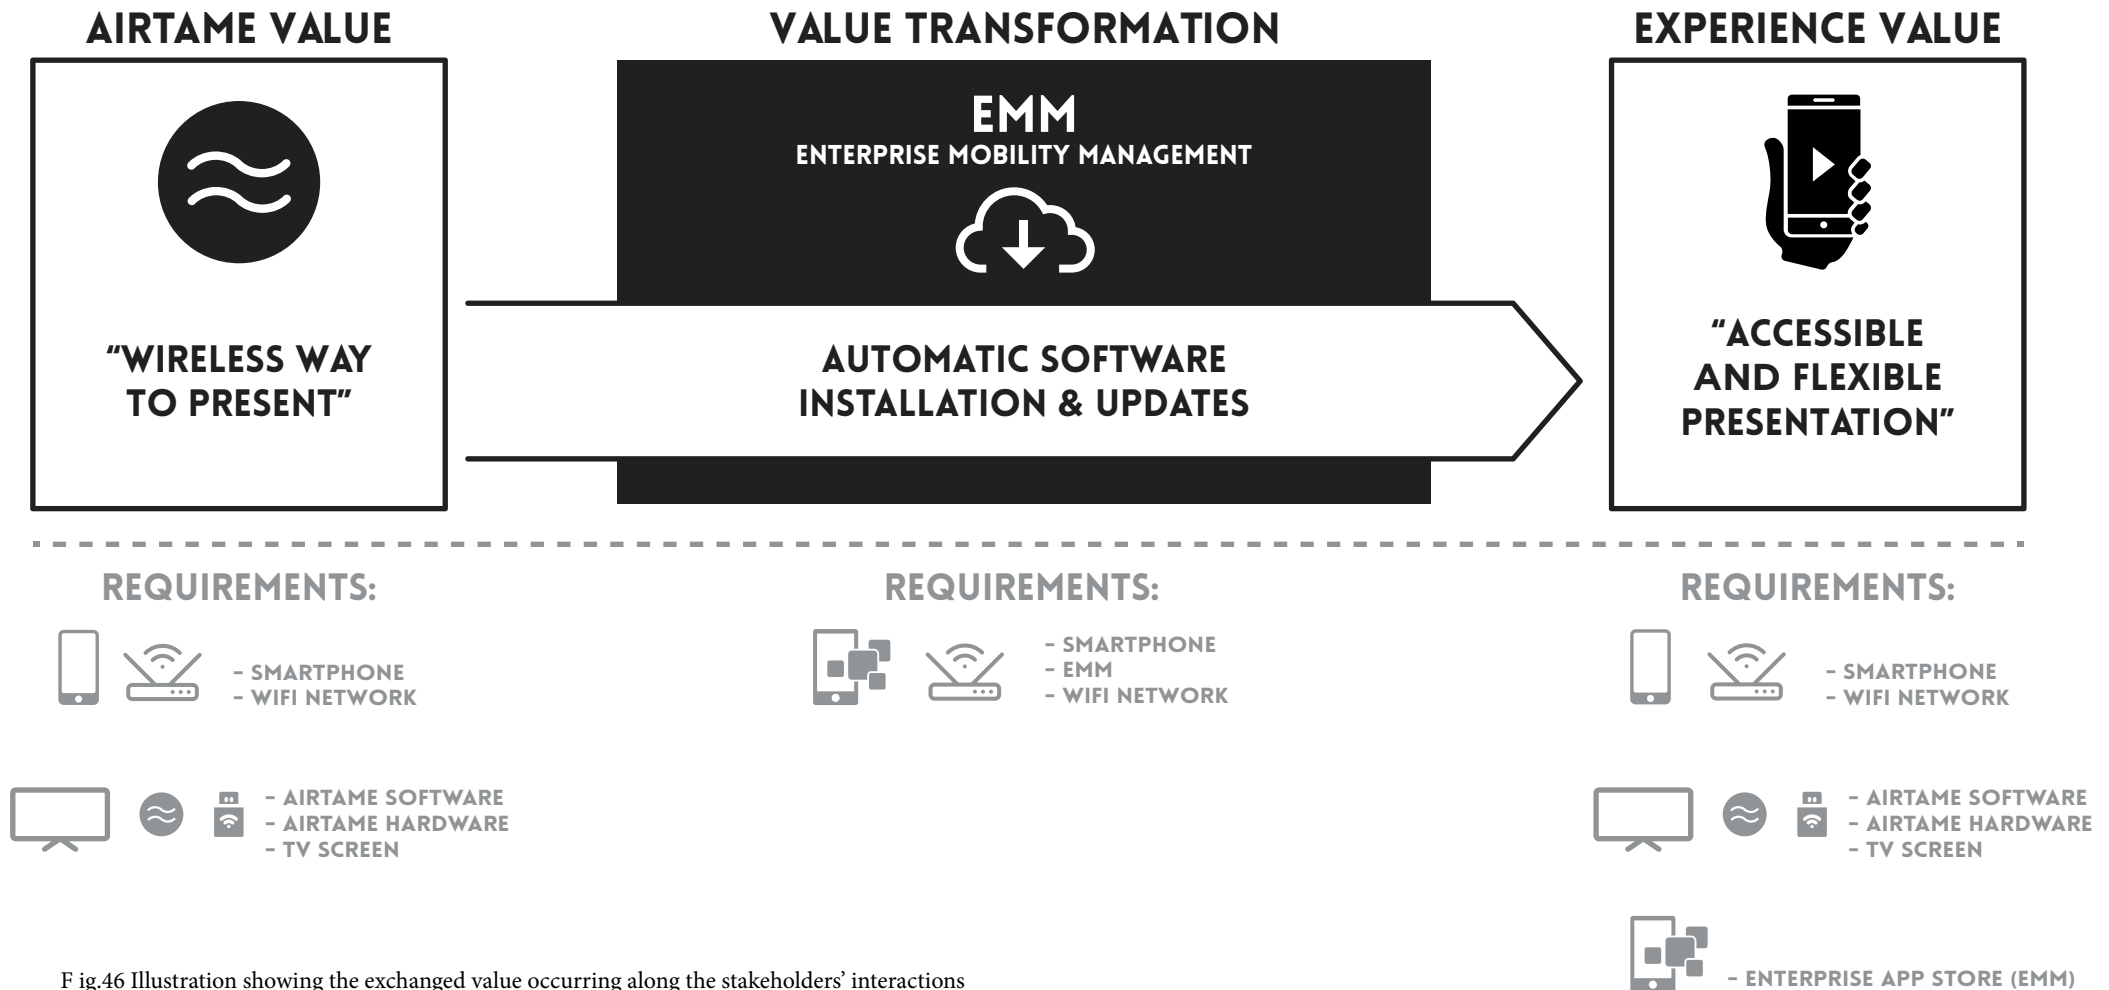 AIRTAME VALUE
VALUE TRANSFORMATION
EXPERIENCE VALUE
EMM
ENTERPRISE MOBILITY MANAGEMENT
“WIRELESS WAY
TO PRESENT”
AUTOMATIC SOFTWARE
INSTALLATION & UPDATES
“ACCESSIBLE
AND FLEXIBLE
PRESENTATION”
REQUIREMENTS:
- SMARTPHONE
- WIFI NETWORK
- AIRTAME SOFTWARE
- AIRTAME HARDWARE
- TV SCREEN
REQUIREMENTS:
- SMARTPHONE
- EMM
- WIFI NETWORK
REQUIREMENTS:
- SMARTPHONE
- WIFI NETWORK
- AIRTAME SOFTWARE
- AIRTAME HARDWARE
- TV SCREEN
- ENTERPRISE APP STORE (EMM)
F ig.46 Illustration showing the exchanged value occurring along the stakeholders’ interactions